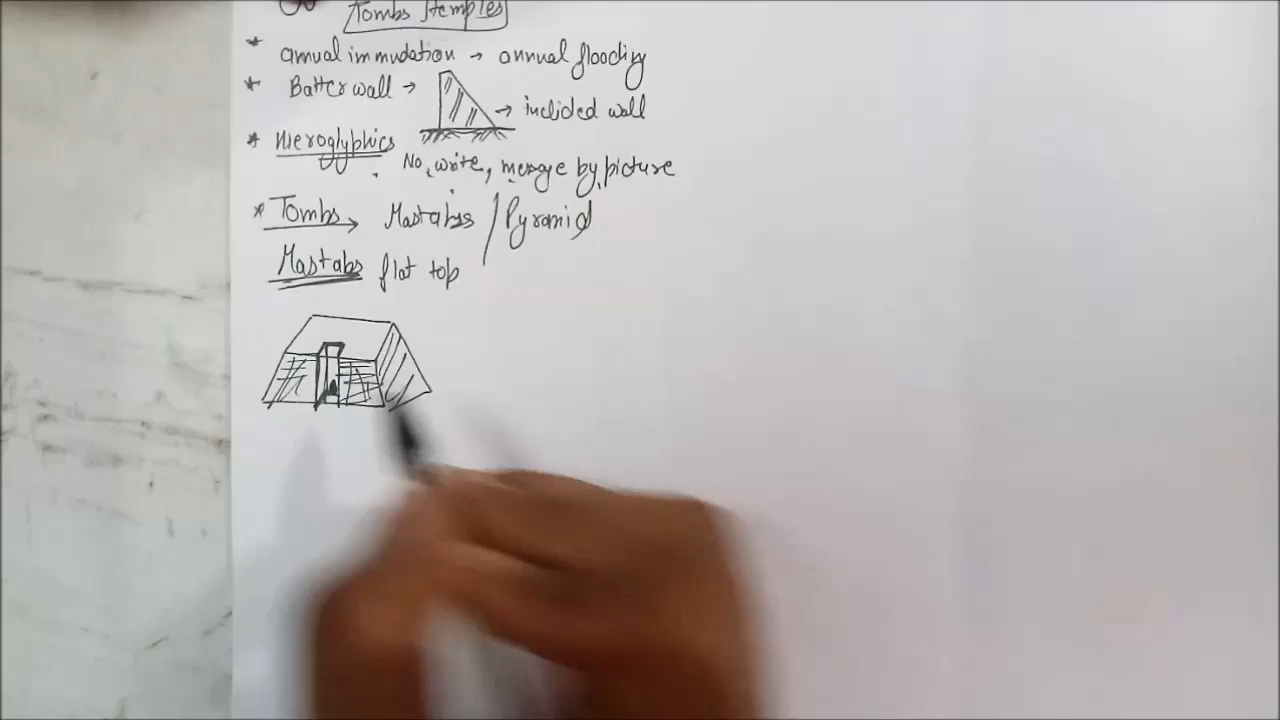 Tombs Temples
* annual immudation → annual flooding
* Batter wall → → inclided wall
* Hieroglyphics No, write, merge by, picture
* Tombs → Mastabs / Pyramid
Mastabs flat top